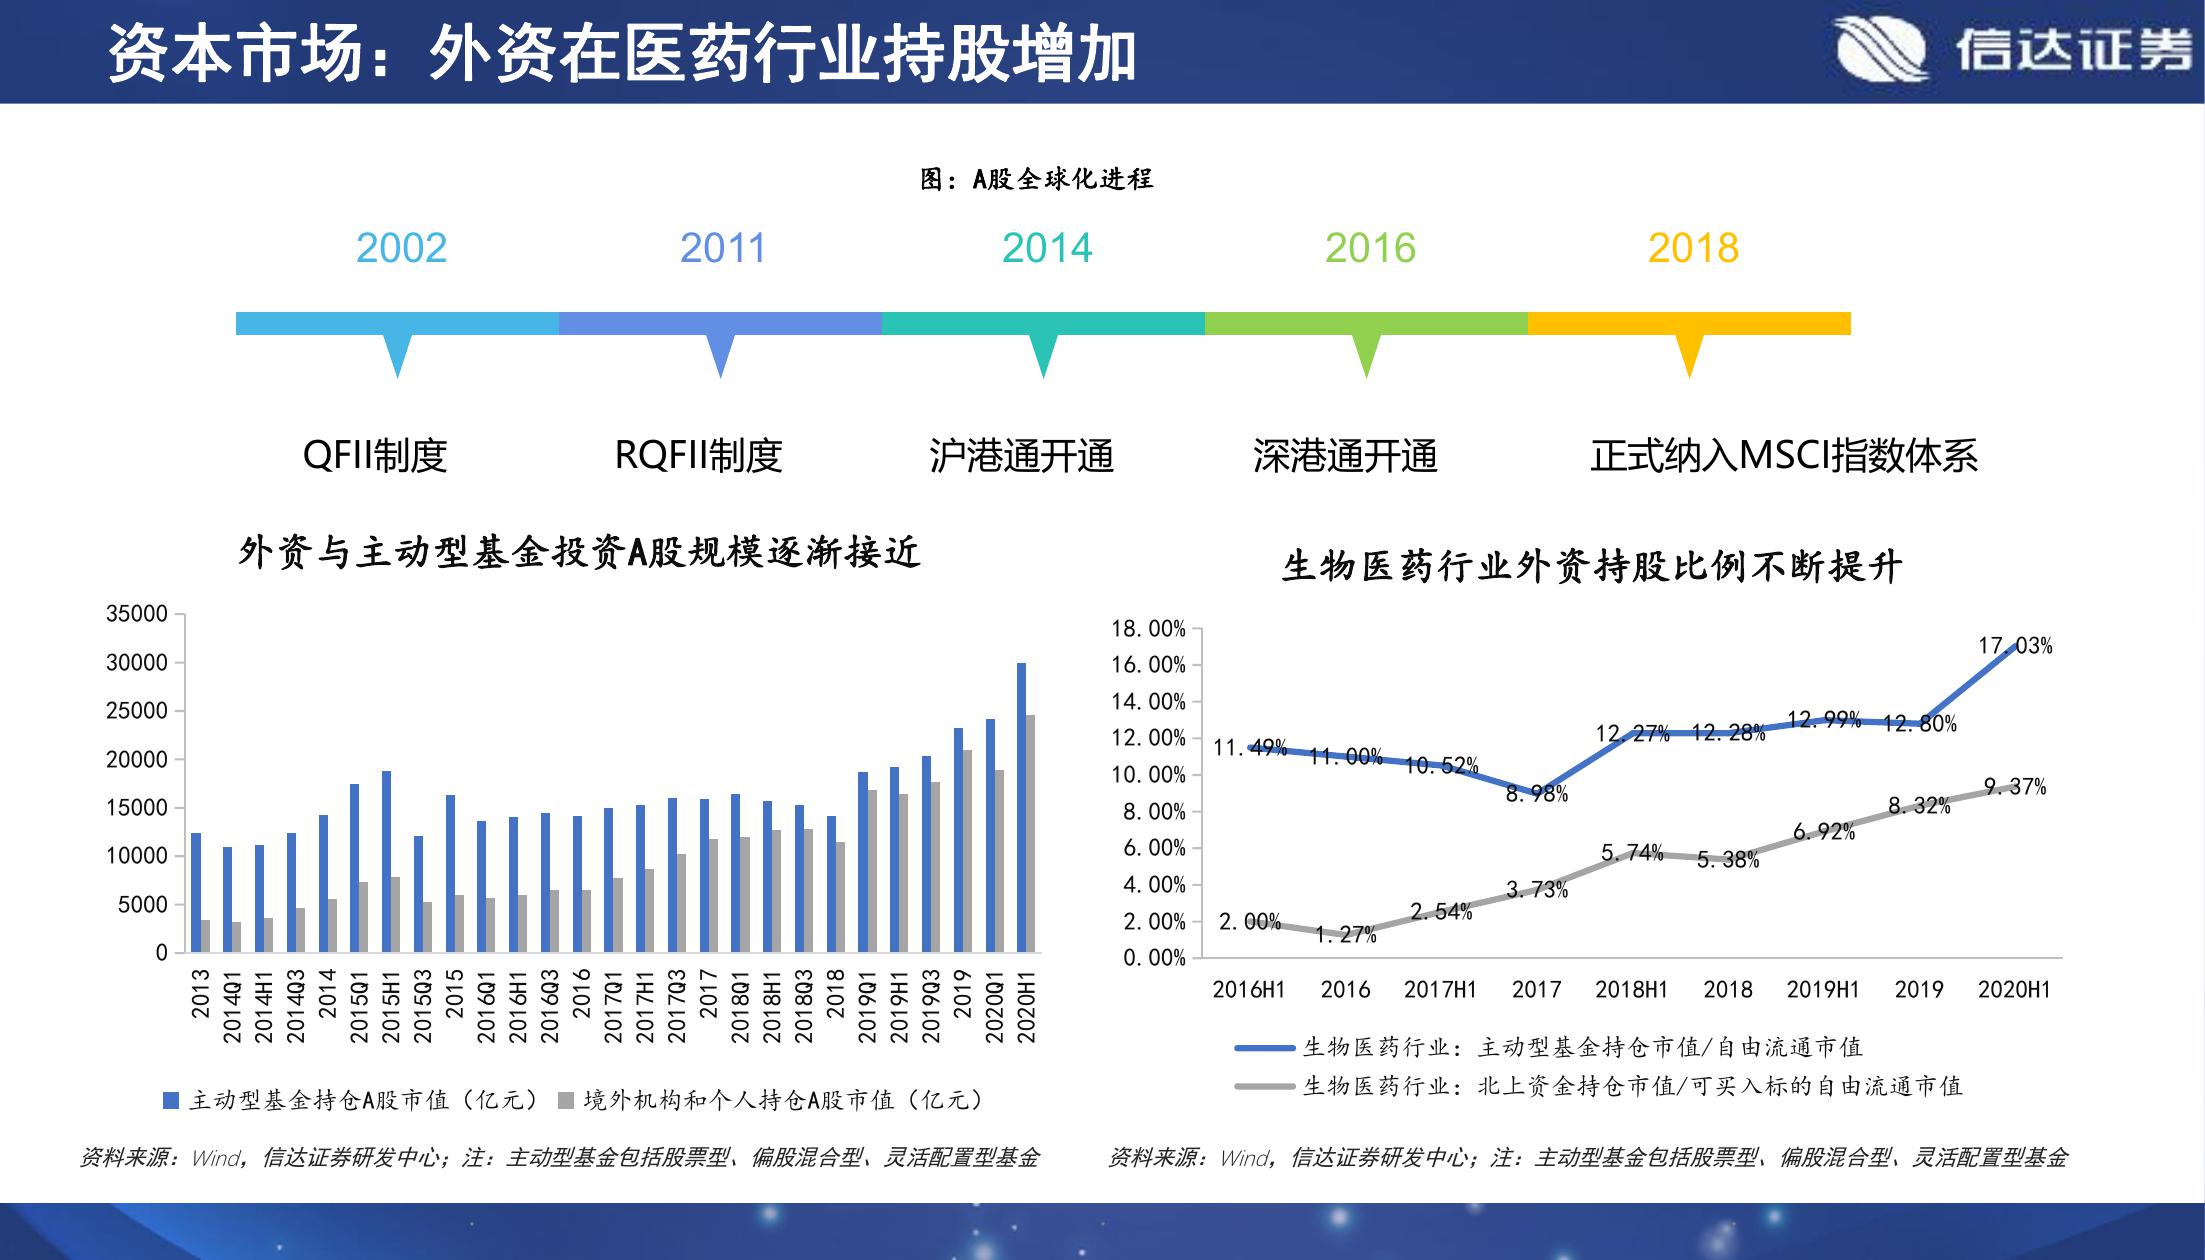 资本市场：外资在医药行业持股增加
信达证券
图：A股全球化进程
2002 2011 2014 2016 2018
QFII制度 RQFII制度 沪港通开通 深港通开通 正式纳入MSCI指数体系
外资与主动型基金投资A股规模逐渐接近
35000
30000
25000
20000
15000
10000
5000
0
2013 2014Q1 2014H1 2014Q3 2014 2015Q1 2015H1 2015Q3 2015 2016Q1 2016H1 2016Q3 2016 2017Q1 2017H1 2017Q3 2017 2018Q1 2018H1 2018Q3 2018 2019Q1 2019H1 2019Q3 2019 2020Q1 2020H1
主动型基金持仓A股市值（亿元） 境外机构和个人持仓A股市值（亿元）
资料来源：Wind，信达证券研发中心；注：主动型基金包括股票型、偏股混合型、灵活配置型基金
生物医药行业外资持股比例不断提升
18.00%
16.00%
14.00%
12.00%
10.00%
8.00%
6.00%
4.00%
2.00%
0.00%
11.49% 11.00% 10.52% 8.98% 12.27% 12.28% 12.99% 12.80% 17.03%
2.00% 1.27% 2.54% 3.73% 5.74% 5.38% 6.92% 8.32% 9.37%
2016H1 2016 2017H1 2017 2018H1 2018 2019H1 2019 2020H1
生物医药行业：主动型基金持仓市值/自由流通市值
生物医药行业：北上资金持仓市值/可买入标的自由流通市值
资料来源：Wind，信达证券研发中心；注：主动型基金包括股票型、偏股混合型、灵活配置型基金